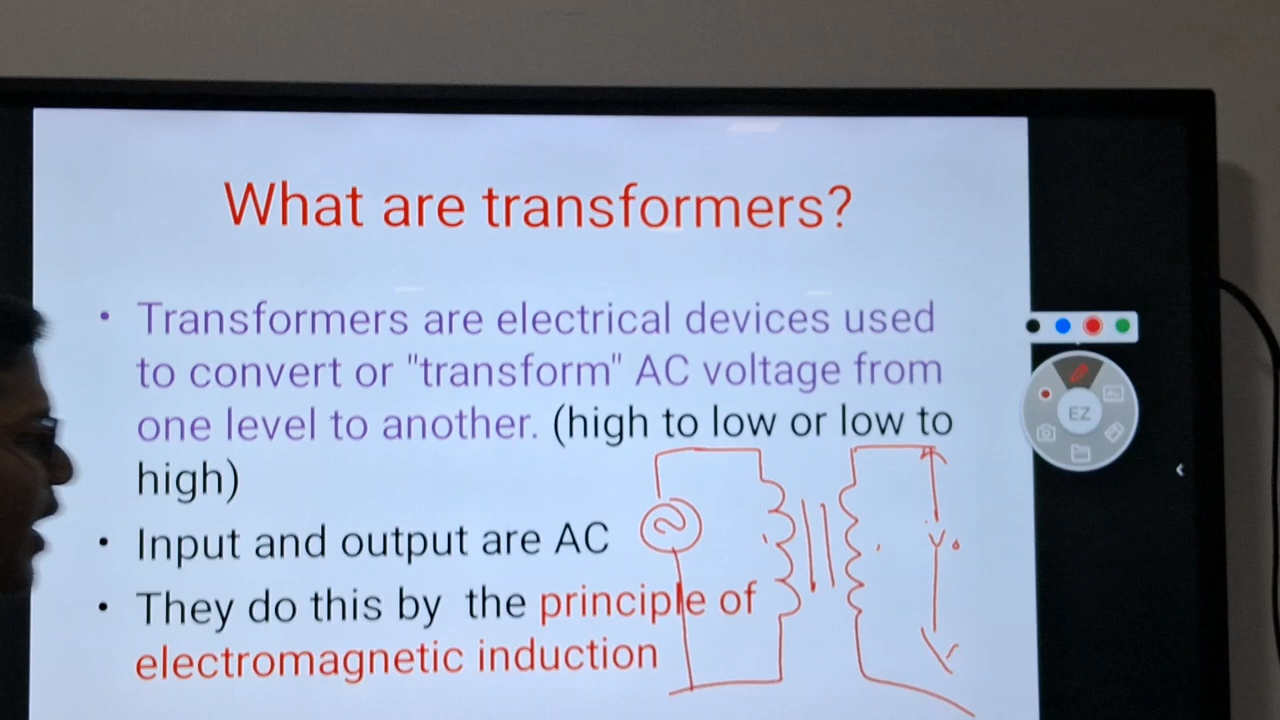 What are transformers?
• Transformers are electrical devices used
to convert or "transform" AC voltage from
one level to another. (high to low or low to
high)
• Input and output are AC
• They do this by  the principle of
electromagnetic induction
Vo
EZ